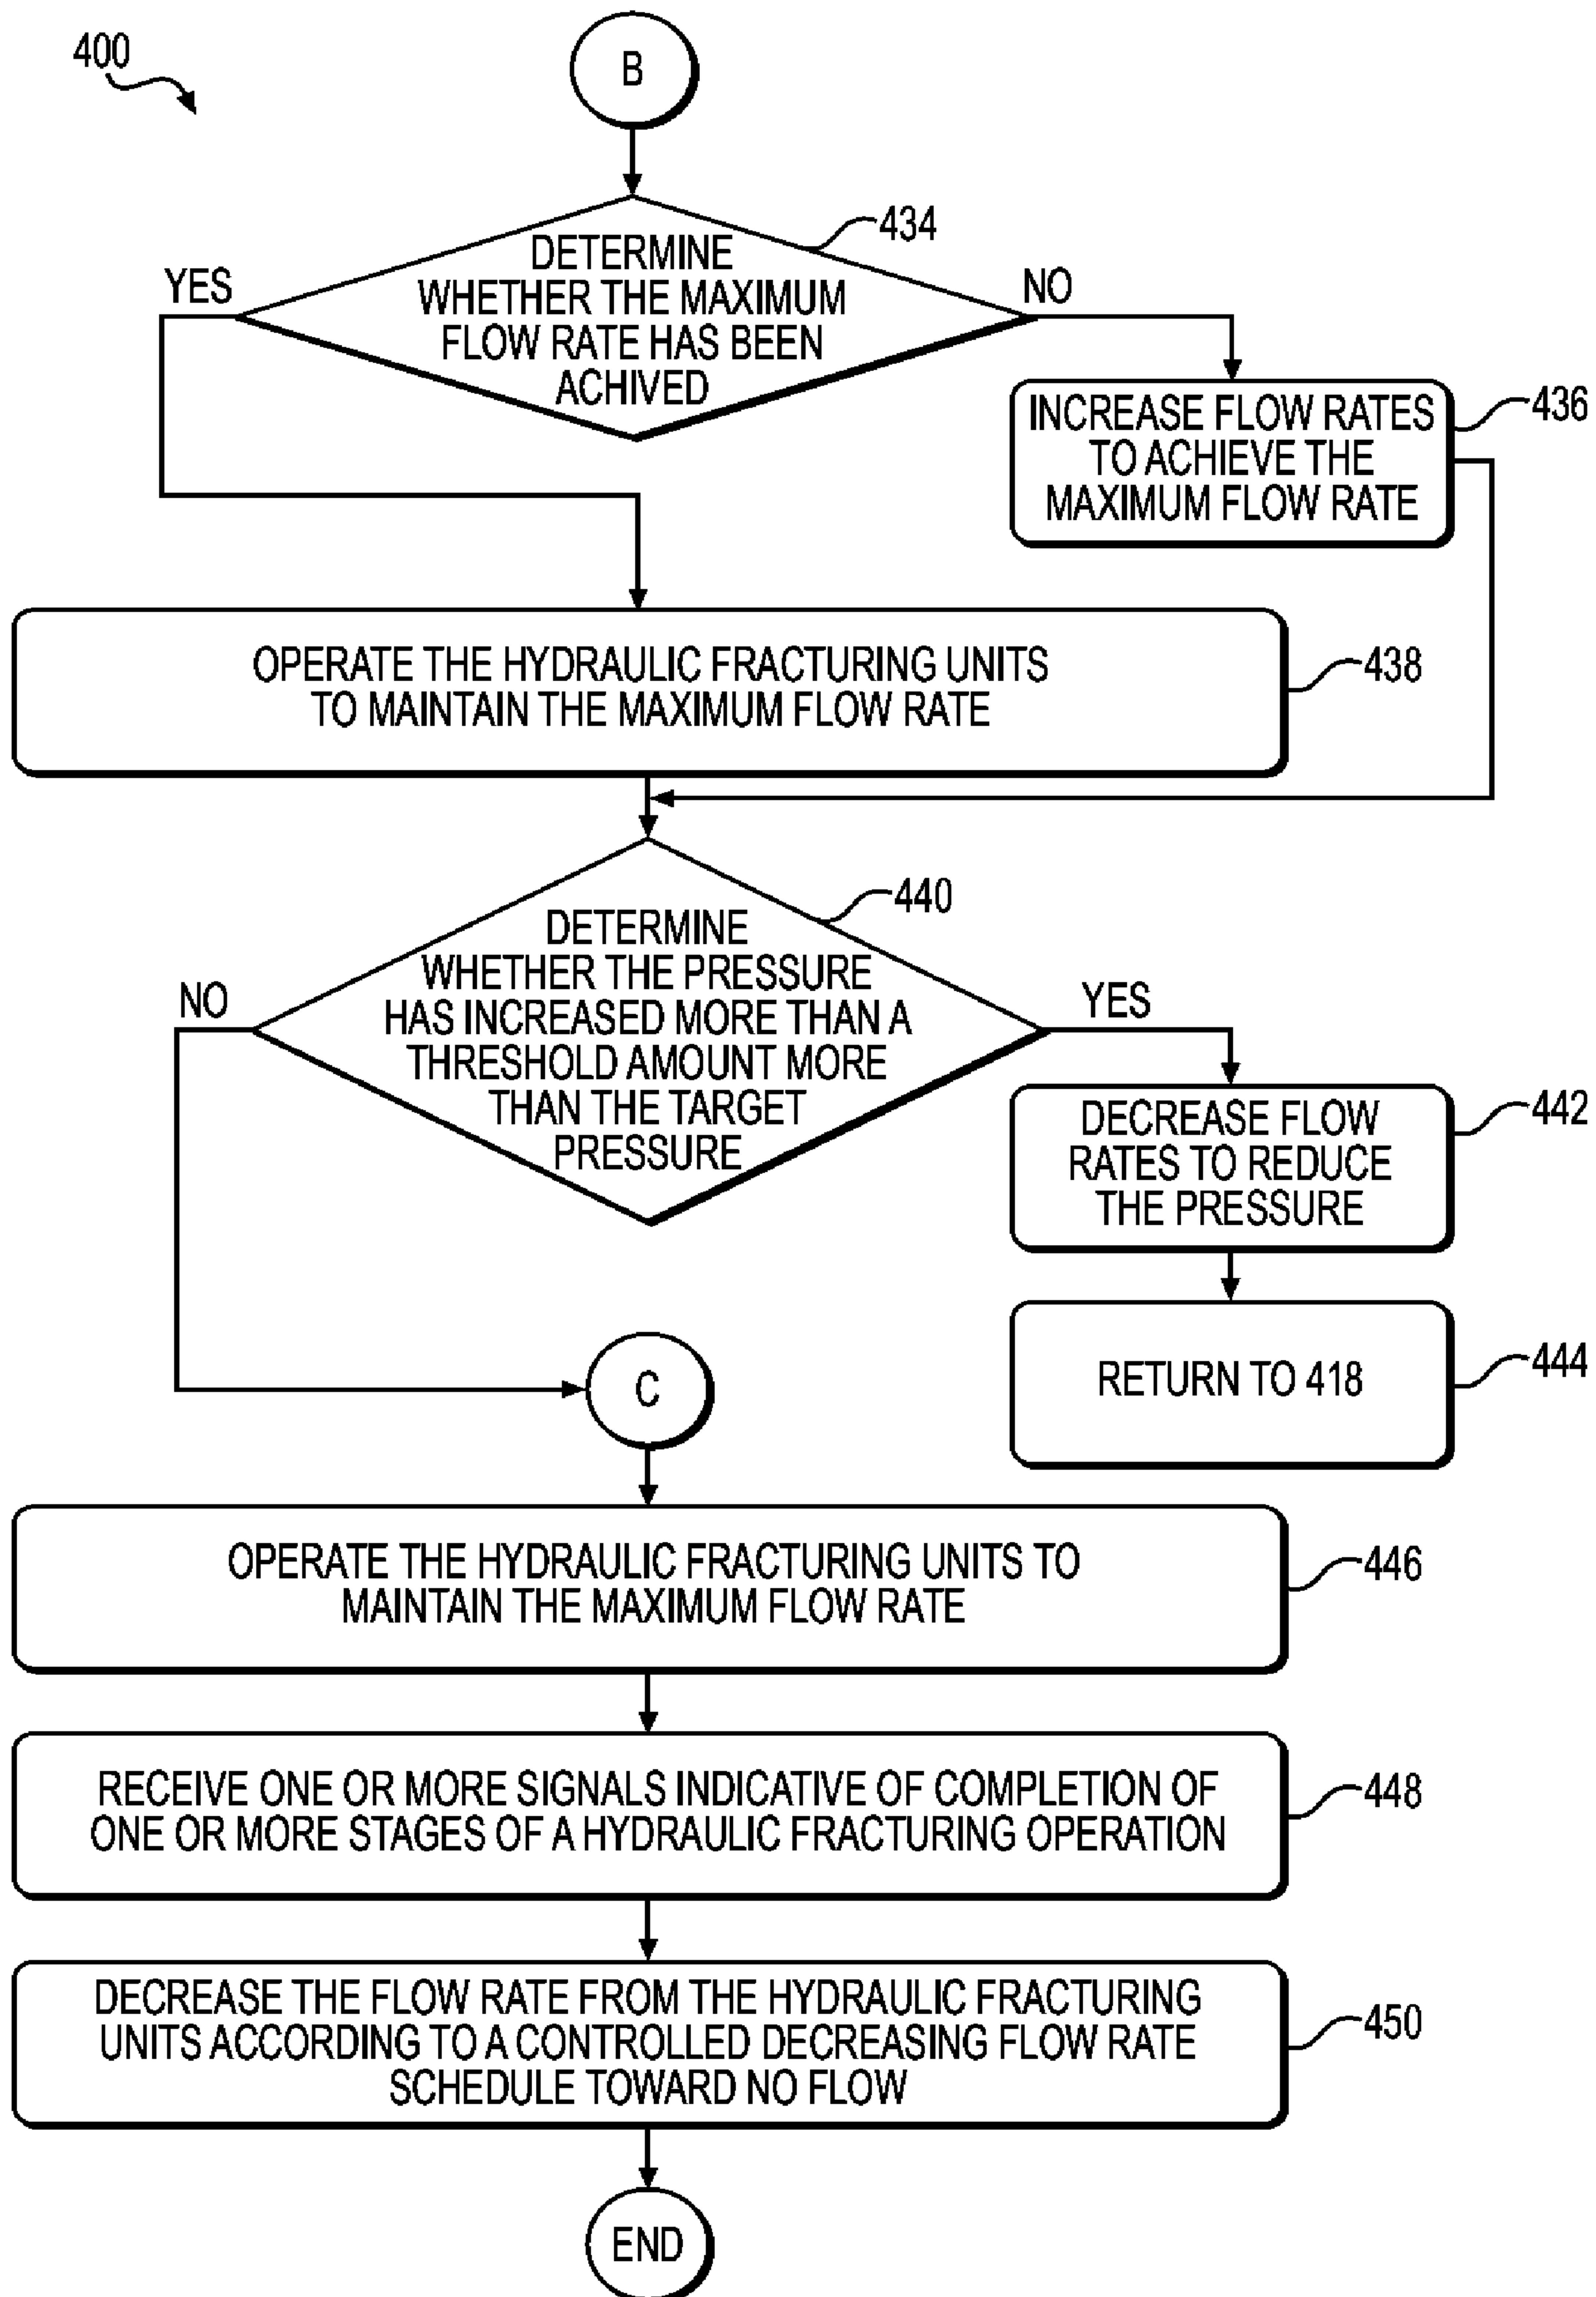 400
B
434
DETERMINE
WHETHER THE MAXIMUM
FLOW RATE HAS BEEN
ACHIVED
YES
NO
INCREASE FLOW RATES
TO ACHIEVE THE
MAXIMUM FLOW RATE
436
OPERATE THE HYDRAULIC FRACTURING UNITS
TO MAINTAIN THE MAXIMUM FLOW RATE
438
440
DETERMINE
WHETHER THE PRESSURE
HAS INCREASED MORE THAN A
THRESHOLD AMOUNT MORE
THAN THE TARGET
PRESSURE
NO
YES
DECREASE FLOW
RATES TO REDUCE
THE PRESSURE
442
RETURN TO 418
444
C
OPERATE THE HYDRAULIC FRACTURING UNITS TO
MAINTAIN THE MAXIMUM FLOW RATE
446
RECEIVE ONE OR MORE SIGNALS INDICATIVE OF COMPLETION OF
ONE OR MORE STAGES OF A HYDRAULIC FRACTURING OPERATION
448
DECREASE THE FLOW RATE FROM THE HYDRAULIC FRACTURING
UNITS ACCORDING TO A CONTROLLED DECREASING FLOW RATE
SCHEDULE TOWARD NO FLOW
450
END